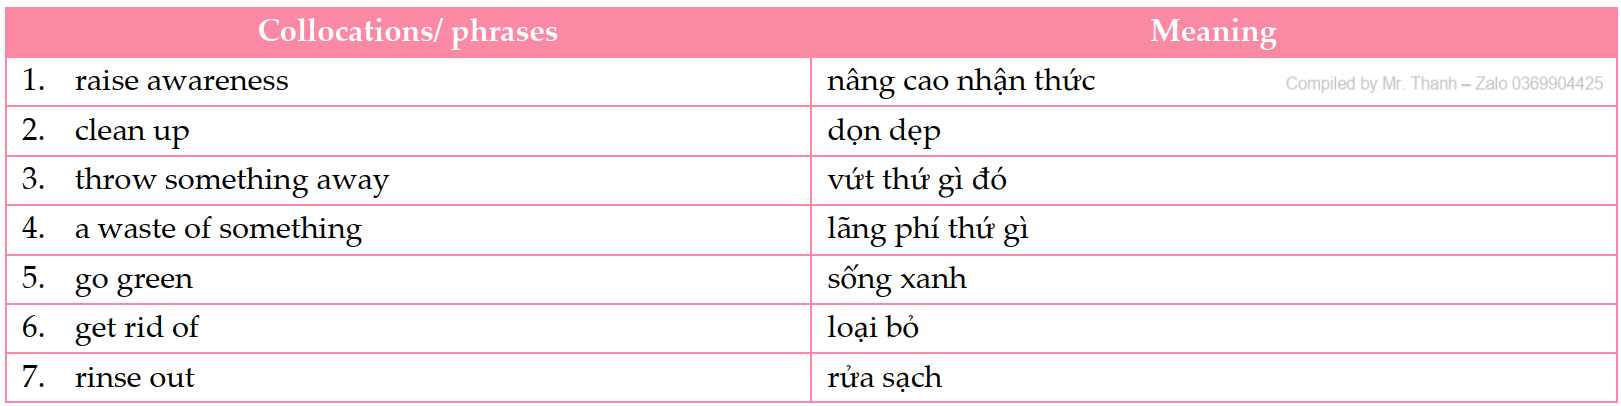 Collocations/ phrases Meaning
1. raise awareness nâng cao nhận thức Compiled by Mr. Thanh – Zalo 0369904425
2. clean up dọn dẹp
3. throw something away vứt thứ gì đó
4. a waste of something lãng phí thứ gì
5. go green sống xanh
6. get rid of loại bỏ
7. rinse out rửa sạch